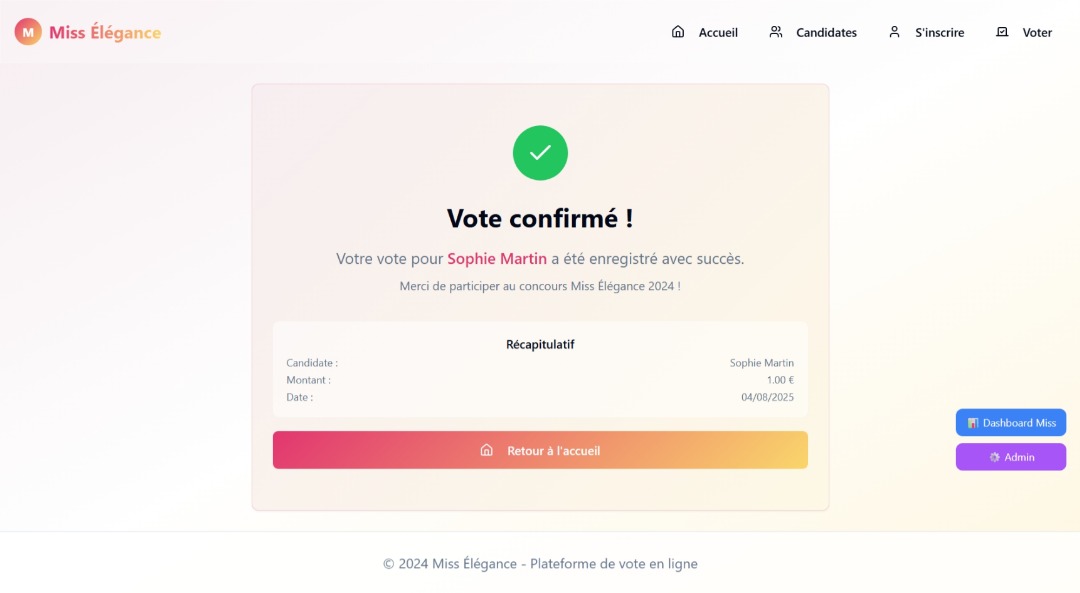 M Miss Élégance
Accueil
Candidates
S'inscrire
Voter
Vote confirmé !
Votre vote pour Sophie Martin a été enregistré avec succès.
Merci de participer au concours Miss Élégance 2024 !
Récapitulatif
Candidate : Sophie Martin
Montant : 1.00 €
Date : 04/08/2025
Retour à l'accueil
Dashboard Miss
Admin
© 2024 Miss Élégance - Plateforme de vote en ligne